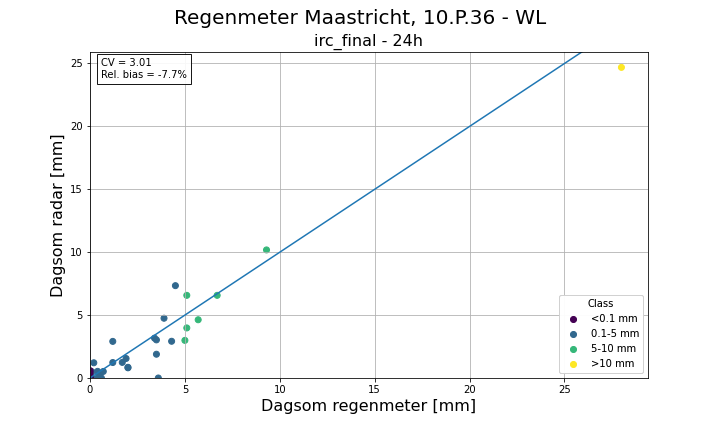 Regenmeter Maastricht, 10.P.36 - WL
irc_final - 24h
CV = 3.01
Rel. bias = -7.7%
Dagsom radar [mm]
25
20
15
10
5
0
0 5 10 15 20 25
Dagsom regenmeter [mm]
Class
<0.1 mm
0.1-5 mm
5-10 mm
>10 mm